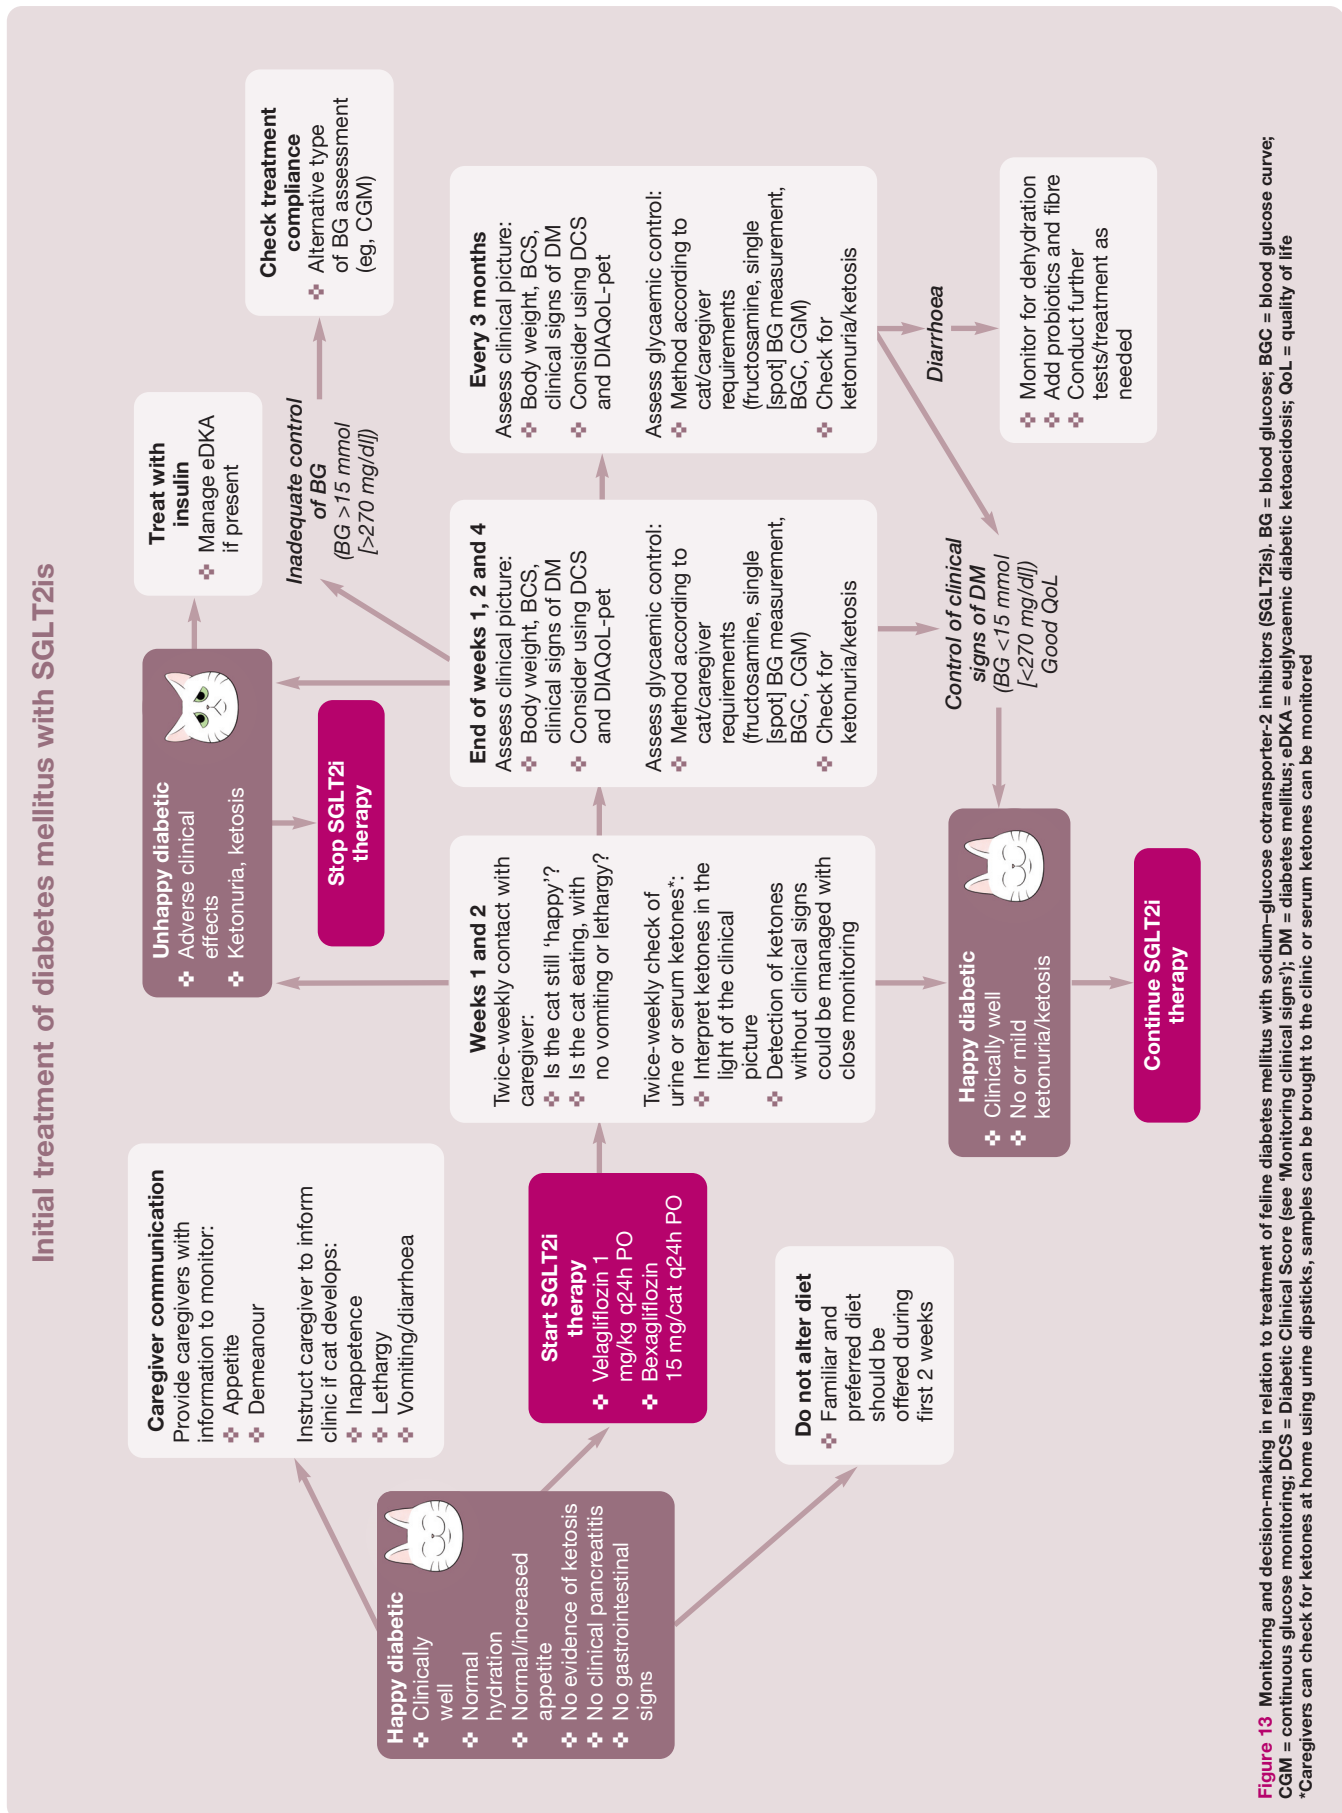 Initial treatment of diabetes mellitus with SGLT2is
Happy diabetic
Clinically
well
Normal
hydration
Normal/increased
appetite
No evidence of ketosis
No clinical pancreatitis
No gastrointestinal
signs
Caregiver communication
Provide caregivers with
information to monitor:
Appetite
Demeanour
Instruct caregiver to inform
clinic if cat develops:
Inappetence
Lethargy
Vomiting/diarrhoea
Start SGLT2i
therapy
Velagliflozin 1
mg/kg q24h PO
Bexagliflozin
15 mg/cat q24h PO
Do not alter diet
Familiar and
preferred diet
should be
offered during
first 2 weeks
Unhappy diabetic
Adverse clinical
effects
Ketonuria, ketosis
Stop SGLT2i
therapy
Treat with
insulin
Manage eDKA
if present
Weeks 1 and 2
Twice-weekly contact with
caregiver:
Is the cat still ‘happy’?
Is the cat eating, with
no vomiting or lethargy?
Twice-weekly check of
urine or serum ketones*:
Interpret ketones in the
light of the clinical
picture
Detection of ketones
without clinical signs
could be managed with
close monitoring
Happy diabetic
Clinically well
No or mild
ketonuria/ketosis
Continue SGLT2i
therapy
End of weeks 1, 2 and 4
Assess clinical picture:
Body weight, BCS,
clinical signs of DM
Consider using DCS
and DIAQoL-pet
Assess glycaemic control:
Method according to
cat/caregiver
requirements
(fructosamine, single
[spot] BG measurement,
BGC, CGM)
Check for
ketonuria/ketosis
Inadequate control
of BG
(BG >15 mmol
[>270 mg/dl])
Check treatment
compliance
Alternative type
of BG assessment
(eg, CGM)
Control of clinical
signs of DM
(BG <15 mmol
[<270 mg/dl])
Good QoL
Every 3 months
Assess clinical picture:
Body weight, BCS,
clinical signs of DM
Consider using DCS
and DIAQoL-pet
Assess glycaemic control:
Method according to
cat/caregiver
requirements
(fructosamine, single
[spot] BG measurement,
BGC, CGM)
Check for
ketonuria/ketosis
Diarrhoea
Monitor for dehydration
Add probiotics and fibre
Conduct further
tests/treatment as
needed
Figure 13 Monitoring and decision-making in relation to treatment of feline diabetes mellitus with sodium–glucose cotransporter-2 inhibitors (SGLT2is). BG = blood glucose; BGC = blood glucose curve;
CGM = continuous glucose monitoring; DCS = Diabetic Clinical Score (see ‘Monitoring clinical signs’); DM = diabetes mellitus; eDKA = euglycaemic diabetic ketoacidosis; QoL = quality of life
*Caregivers can check for ketones at home using urine dipsticks, samples can be brought to the clinic or serum ketones can be monitored